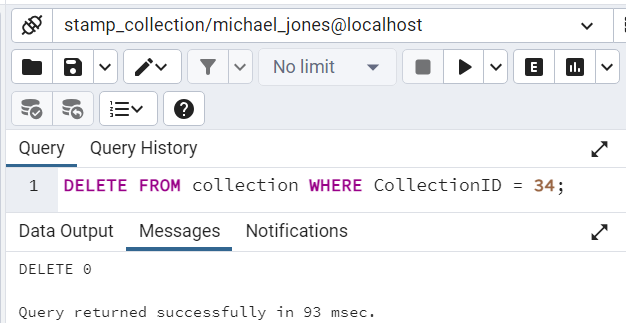 stamp_collection/michael_jones@localhost
No limit
E
Query Query History
1 DELETE FROM collection WHERE CollectionID = 34;
Data Output Messages Notifications
DELETE 0
Query returned successfully in 93 msec.